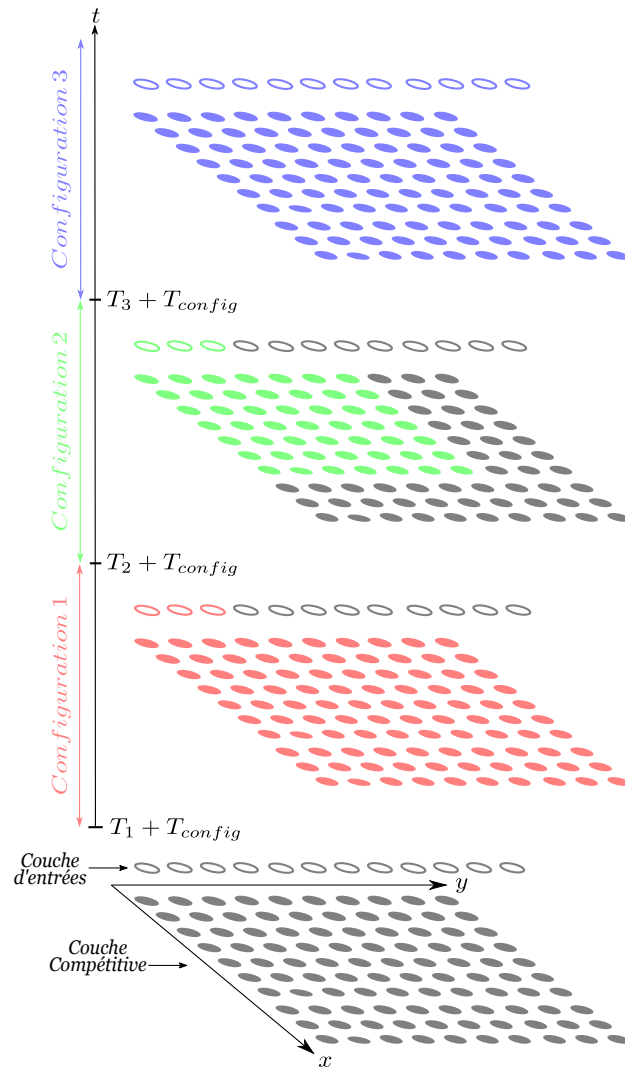 t
Configuration 3
T3 + Tconfig
Configuration 2
T2 + Tconfig
Configuration 1
T1 + Tconfig
Couche
d'entrées
y
Couche
Compétitive
x